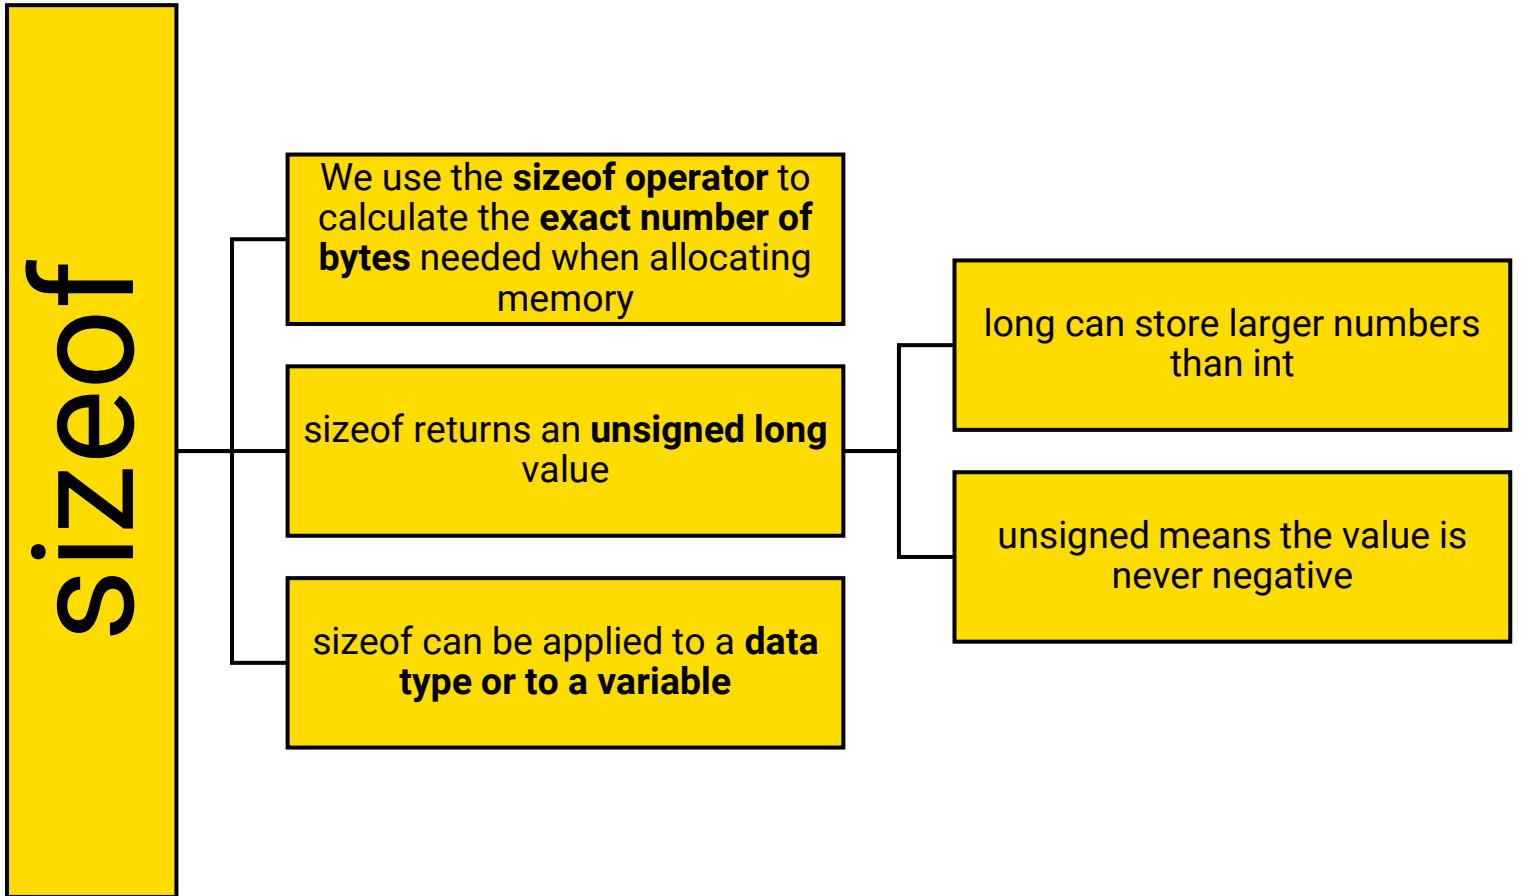 sizeof
We use the sizeof operator to
calculate the exact number of
bytes needed when allocating
memory
sizeof returns an unsigned long
value
long can store larger numbers
than int
unsigned means the value is
never negative
sizeof can be applied to a data
type or to a variable